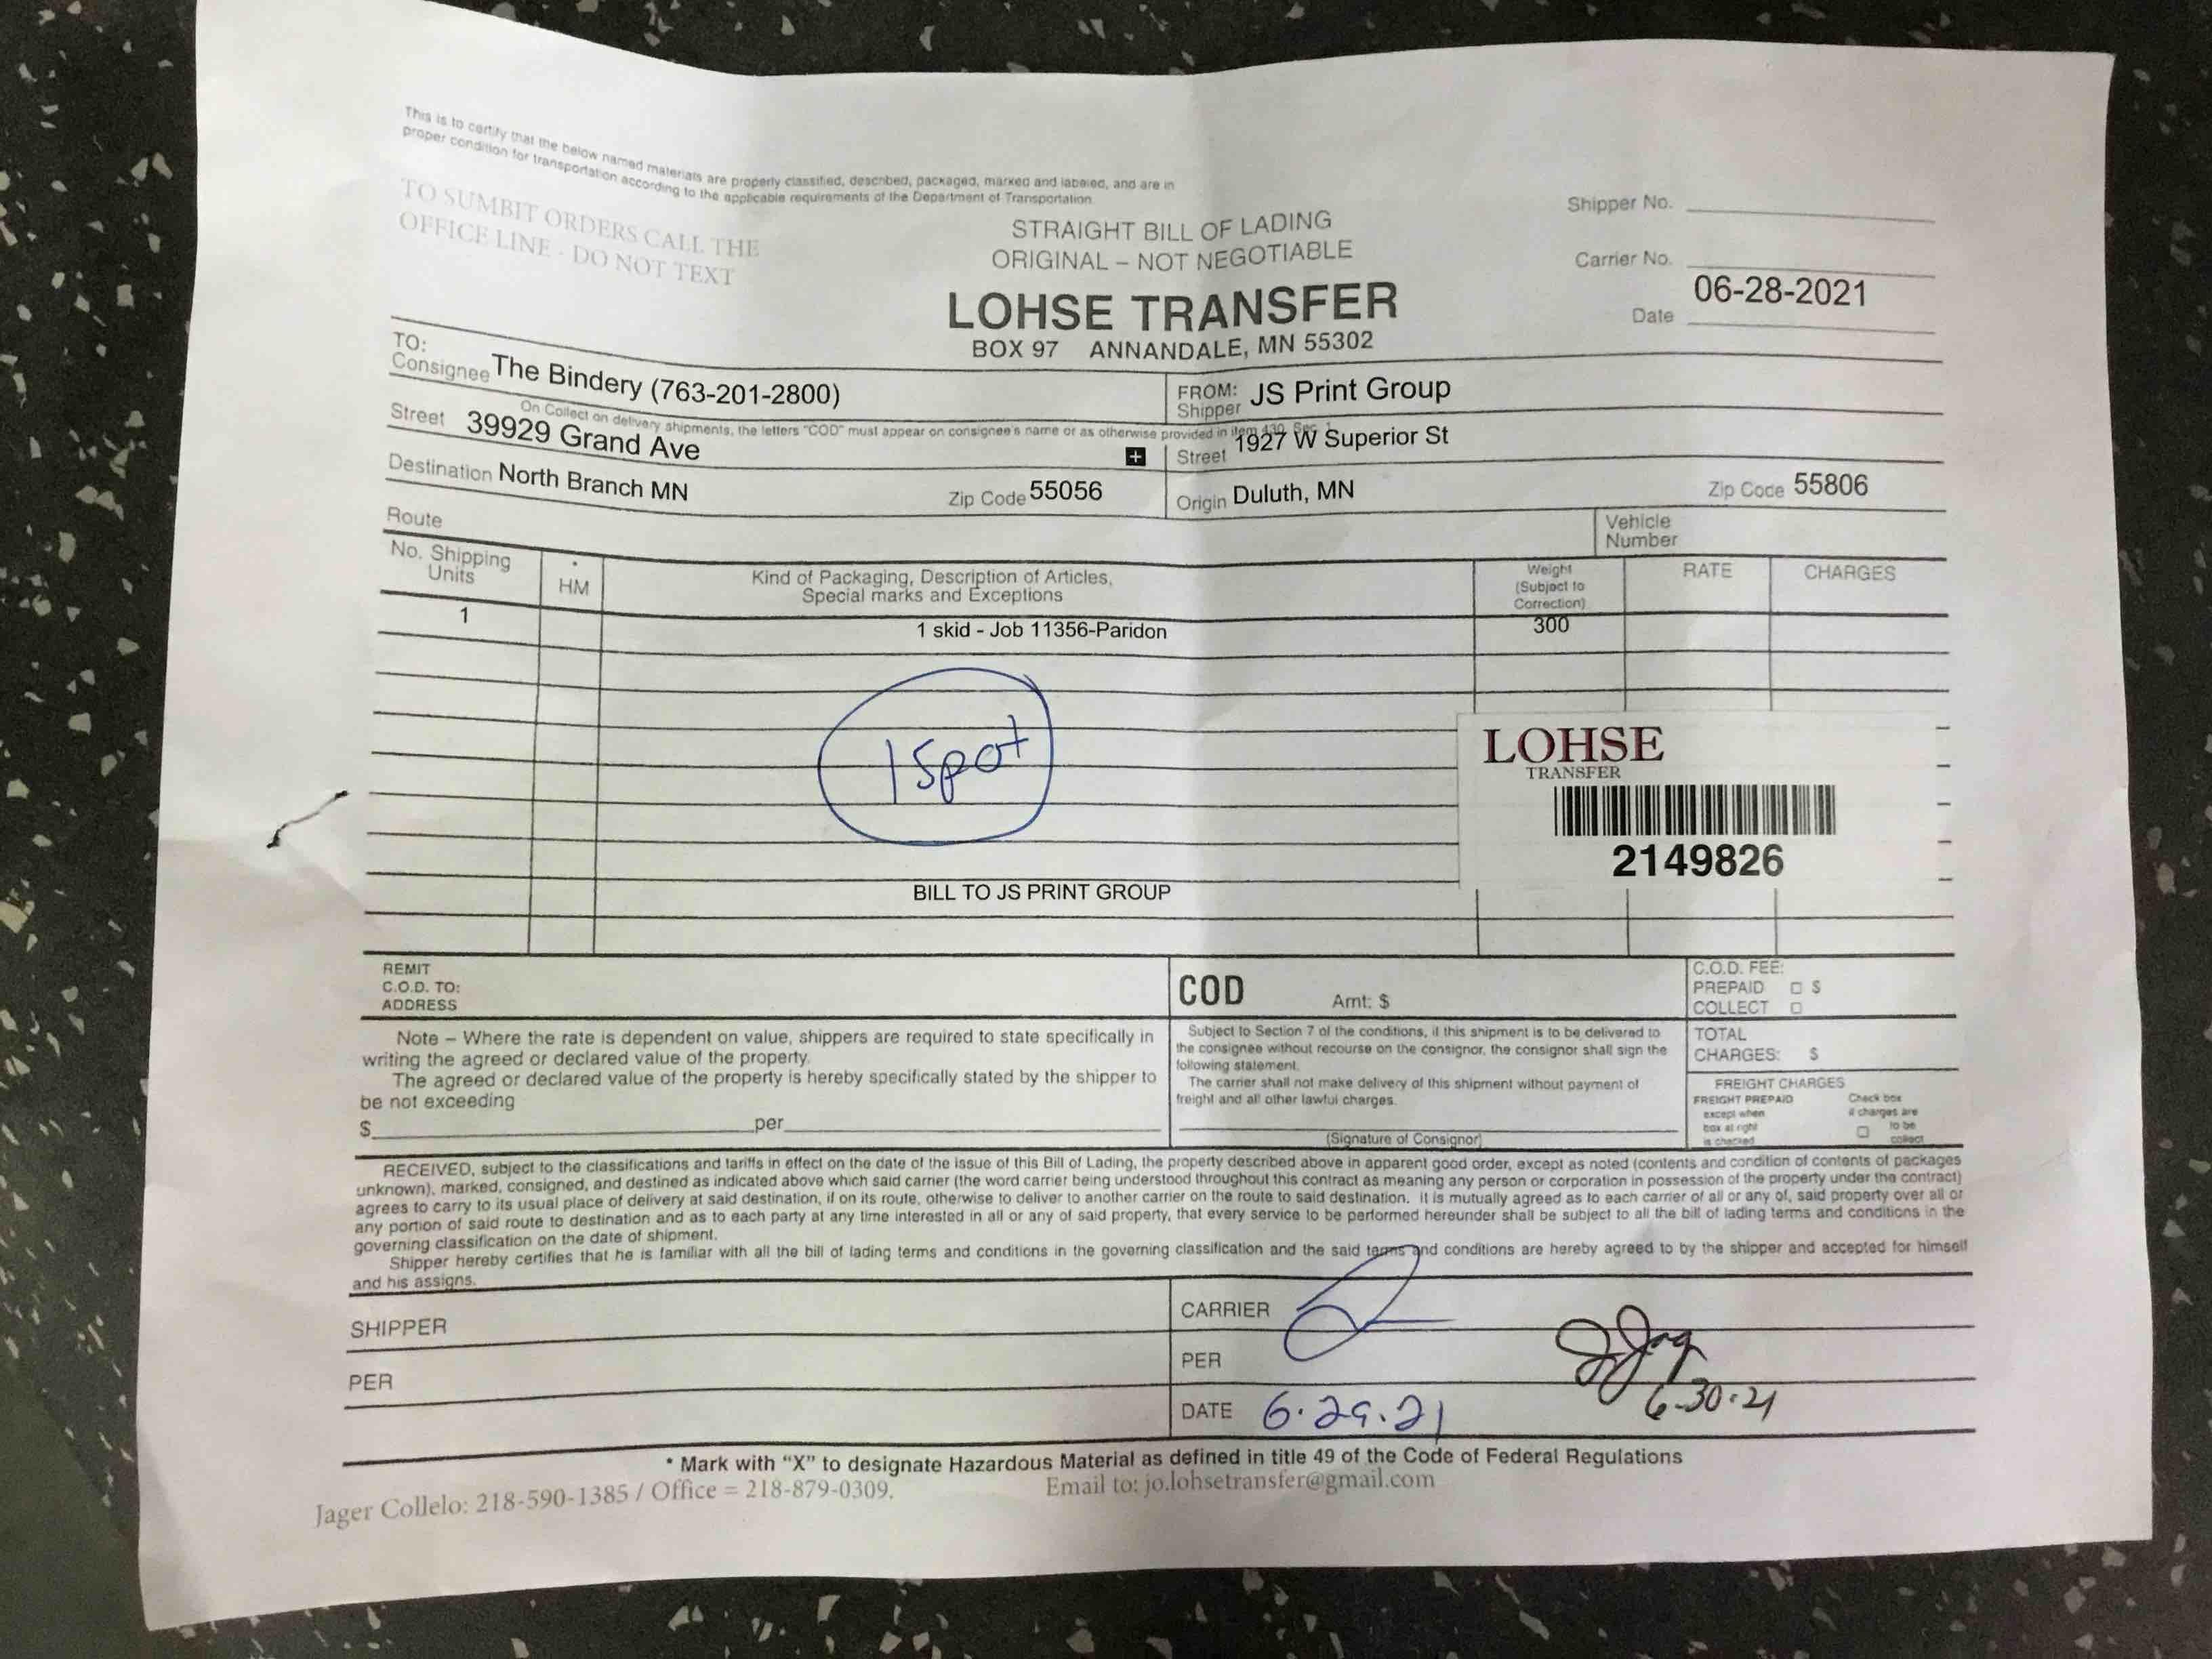 This is to certify that the below named materials are properly classified, described, packaged, marked and labeled, and are in
proper condition for transportation according to the applicable requirements of the Department of Transportation.
TO SUMBIT ORDERS CALL THE
OFFICE LINE - DO NOT TEXT
STRAIGHT BILL OF LADING
ORIGINAL – NOT NEGOTIABLE
LOHSE TRANSFER
BOX 97 ANNANDALE, MN 55302
Shipper No.
Carrier No.
Date 06-28-2021
TO:
Consignee The Bindery (763-201-2800)
FROM: JS Print Group
Shipper
On Collect on delivery shipments, the letters "COD" must appear on consignee's name or as otherwise provided in item 430, Sec. 1
Street 39929 Grand Ave
Street 1927 W Superior St
Destination North Branch MN Zip Code 55056
Origin Duluth, MN Zip Code 55806
Route
Vehicle
Number
No. Shipping
Units
HM
Kind of Packaging, Description of Articles,
Special marks and Exceptions
Weight
(Subject to
Correction)
RATE
CHARGES
1 1 skid - Job 11356-Paridon 300
1 Spot
LOHSE
TRANSFER
2149826
BILL TO JS PRINT GROUP
REMIT
C.O.D. TO:
ADDRESS
COD Amt: $
C.O.D. FEE:
PREPAID $
COLLECT
Note – Where the rate is dependent on value, shippers are required to state specifically in
writing the agreed or declared value of the property.
The agreed or declared value of the property is hereby specifically stated by the shipper to
be not exceeding
$ per
Subject to Section 7 of the conditions, if this shipment is to be delivered to
the consignee without recourse on the consignor, the consignor shall sign the
following statement.
The carrier shall not make delivery of this shipment without payment of
freight and all other lawful charges.
(Signature of Consignor)
TOTAL
CHARGES: $
FREIGHT CHARGES
FREIGHT PREPAID
except when
box at right
is checked
Check box
if charges are
to be
collect
RECEIVED, subject to the classifications and tariffs in effect on the date of the issue of this Bill of Lading, the property described above in apparent good order, except as noted (contents and condition of contents of packages
unknown), marked, consigned, and destined as indicated above which said carrier (the word carrier being understood throughout this contract as meaning any person or corporation in possession of the property under the contract)
agrees to carry to its usual place of delivery at said destination, if on its route, otherwise to deliver to another carrier on the route to said destination. It is mutually agreed as to each carrier of all or any of, said property over all or
any portion of said route to destination and as to each party at any time interested in all or any of said property, that every service to be performed hereunder shall be subject to all the bill of lading terms and conditions in the
governing classification on the date of shipment.
Shipper hereby certifies that he is familiar with all the bill of lading terms and conditions in the governing classification and the said terms and conditions are hereby agreed to by the shipper and accepted for himself
and his assigns.
SHIPPER
CARRIER
PER
PER
DATE 6.29.21
6-30-21
* Mark with "X" to designate Hazardous Material as defined in title 49 of the Code of Federal Regulations
Jager Collelo: 218-590-1385 / Office = 218-879-0309. Email to: jo.lohsetransfer@gmail.com